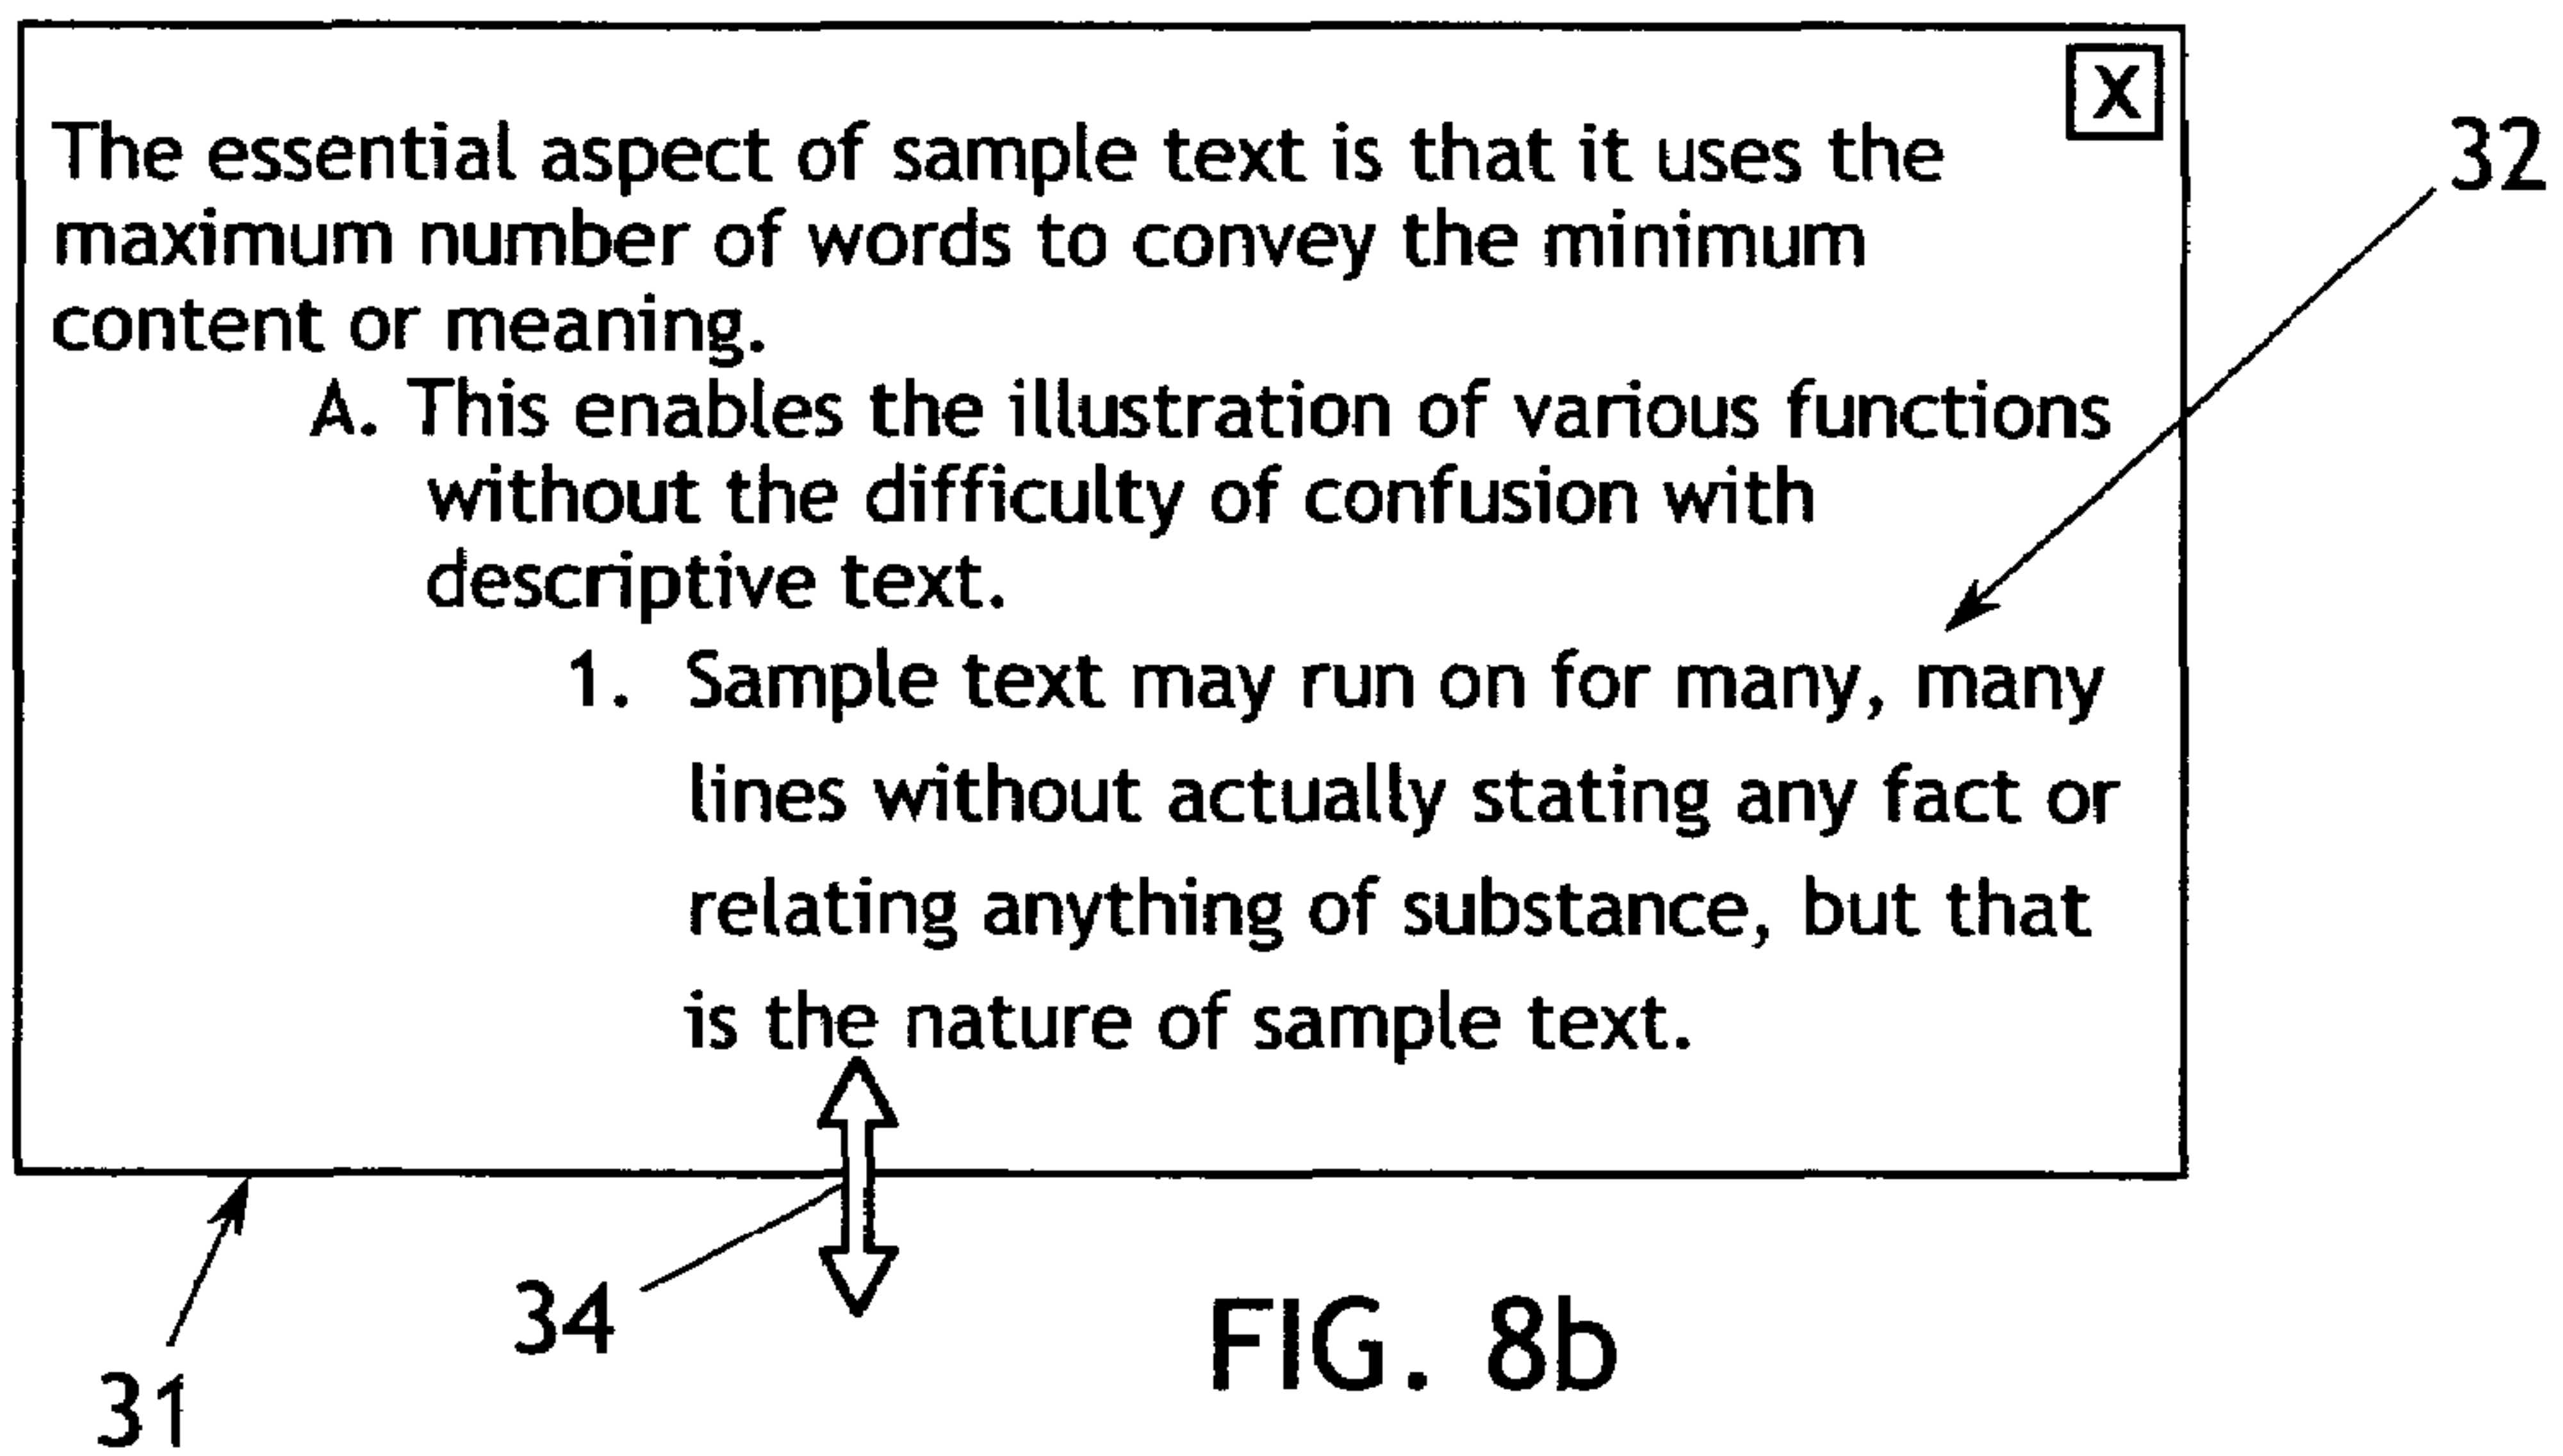 X
The essential aspect of sample text is that it uses the
maximum number of words to convey the minimum
content or meaning.
A. This enables the illustration of various functions
without the difficulty of confusion with
descriptive text.
1. Sample text may run on for many, many
lines without actually stating any fact or
relating anything of substance, but that
is the nature of sample text.
32
34
31
FIG. 8b